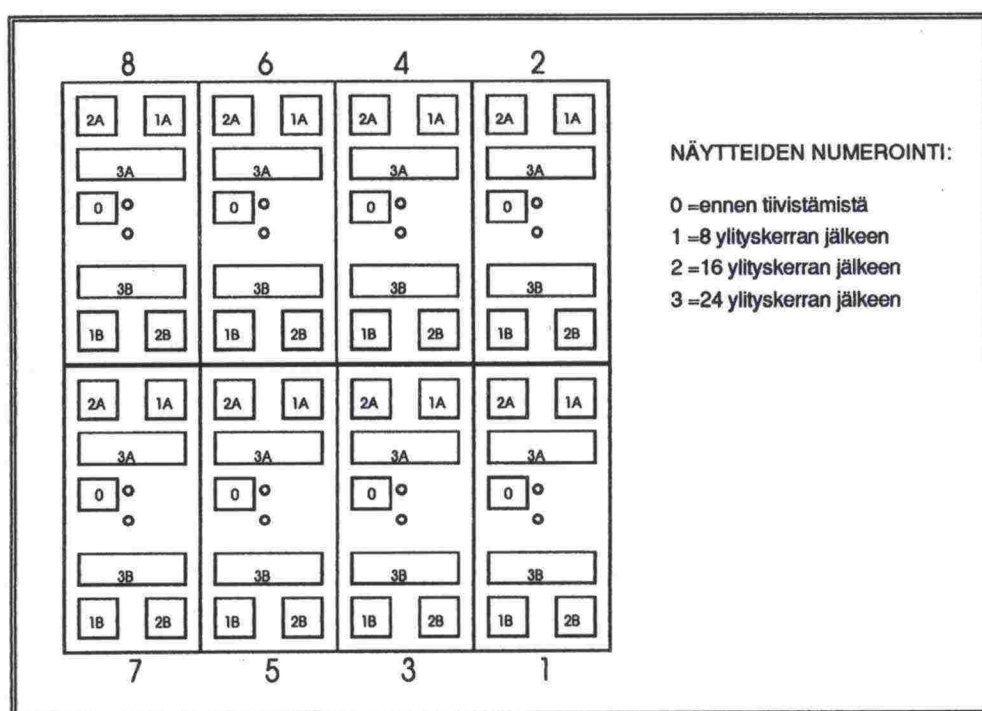 8 6 4 2
2A 1A 2A 1A 2A 1A 2A 1A
3A 3A 3A 3A
0 0 0 0
3B 3B 3B 3B
1B 2B 1B 2B 1B 2B 1B 2B
2A 1A 2A 1A 2A 1A 2A 1A
3A 3A 3A 3A
0 0 0 0
3B 3B 3B 3B
1B 2B 1B 2B 1B 2B 1B 2B
7 5 3 1
NÄYTTEIDEN NUMEROINTI:
0 =ennen tiivistämistä
1 =8 ylityskerran jälkeen
2 =16 ylityskerran jälkeen
3 =24 ylityskerran jälkeen